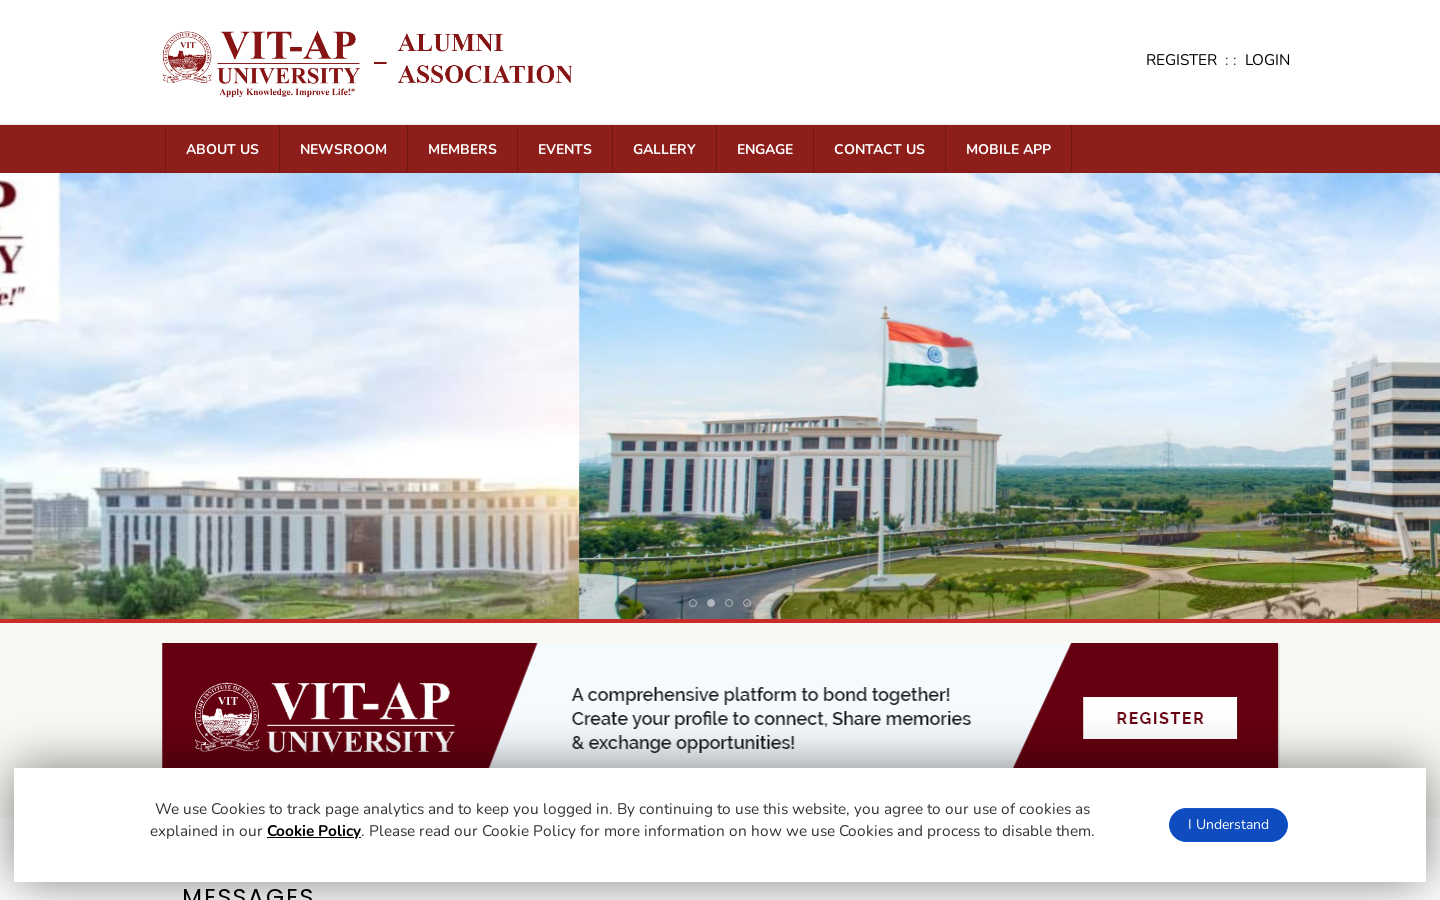 VIT
VIT-AP
UNIVERSITY
Apply Knowledge. Improve Life!"
– ALUMNI
ASSOCIATION
REGISTER : : LOGIN
ABOUT US
NEWSROOM
MEMBERS
EVENTS
GALLERY
ENGAGE
CONTACT US
MOBILE APP
P
Y
e!"
VIT
VIT-AP
UNIVERSITY
A comprehensive platform to bond together!
Create your profile to connect, Share memories
& exchange opportunities!
REGISTER
We use Cookies to track page analytics and to keep you logged in. By continuing to use this website, you agree to our use of cookies as
explained in our Cookie Policy. Please read our Cookie Policy for more information on how we use Cookies and process to disable them.
I Understand
MESSAGES